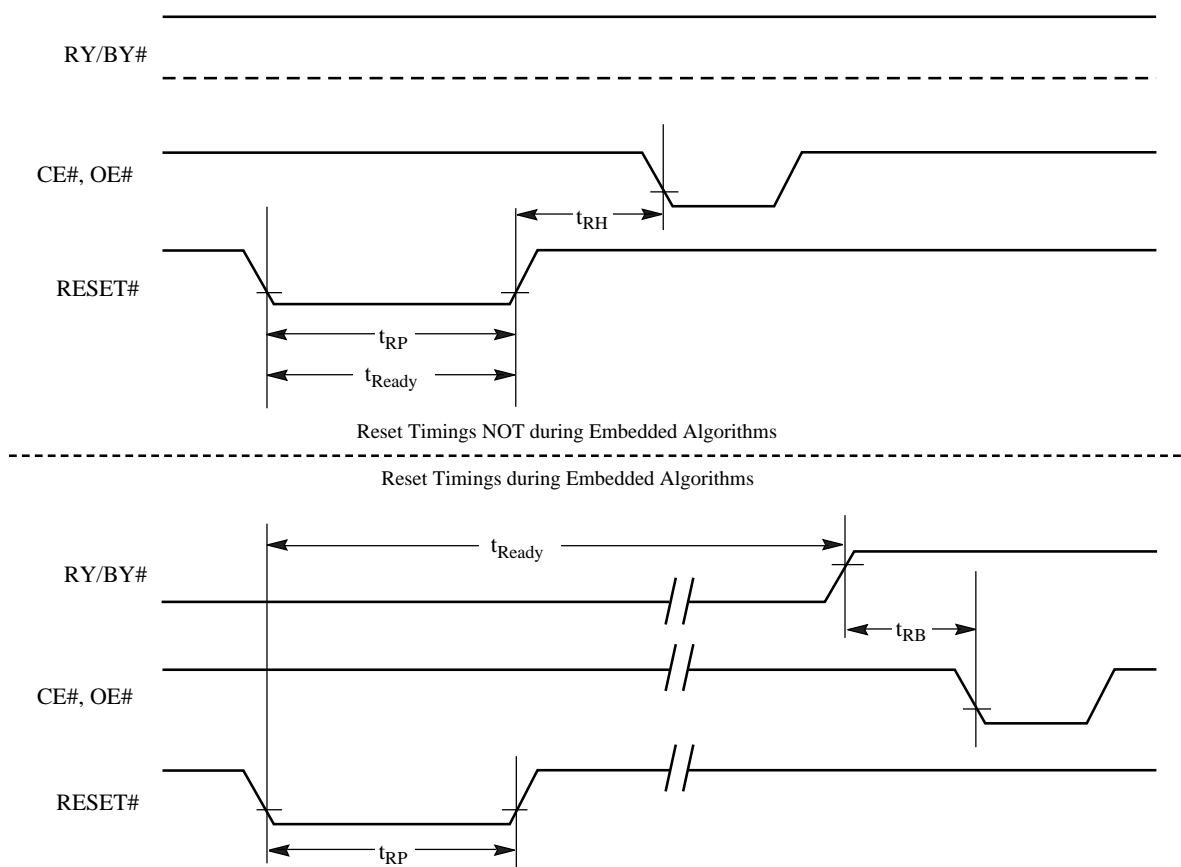 RY/BY#
CE#, OE#
tRH
RESET#
tRP
tReady
Reset Timings NOT during Embedded Algorithms
Reset Timings during Embedded Algorithms
tReady
RY/BY#
tRB
CE#, OE#
RESET#
tRP